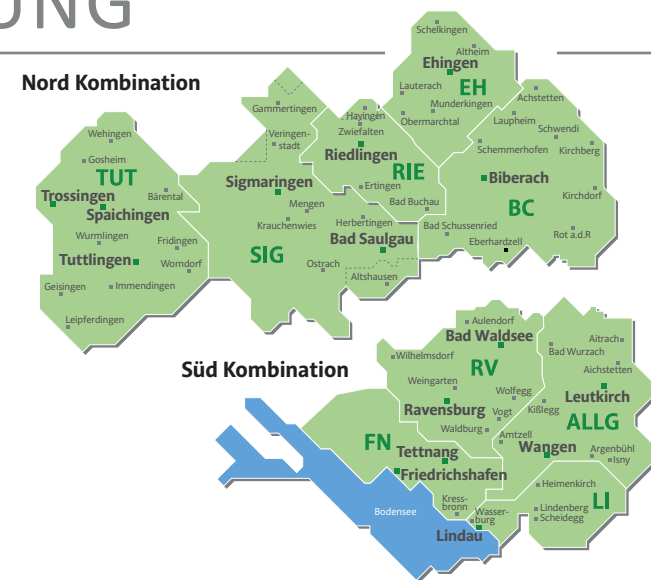 UNG
Nord Kombination
Schelkingen
Altheim
Ehingen
EH
Lauterach
Munderkingen
Obermarchtal
Achstetten
Laupheim
Schwendi
Schemmerhofen
Kirchberg
Biberach
BC
Kirchdorf
Bad Schussenried
Eberhardzell
Rot a.d.R
Gammertingen
Hayingen
Zwiefalten
Veringen-
stadt
Riedlingen
RIE
Ertingen
Bad Buchau
Sigmaringen
Mengen
Krauchenwies
Herbertingen
Bad Saulgau
SIG
Ostrach
Altshausen
Wehingen
Gosheim
TUT
Trossingen
Bärental
Spaichingen
Wurmlingen
Fridingen
Tuttlingen
Worndorf
Geisingen
Immendingen
Leipferdingen
Süd Kombination
Aulendorf
Bad Waldsee
Wilhelmsdorf
RV
Weingarten
Wolfegg
Ravensburg
Vogt
Waldburg
Aitrach
Bad Wurzach
Aichstetten
Leutkirch
Kißlegg
ALLG
Amtzell
Wangen
Argenbühl
Isny
FN
Tettnang
Friedrichshafen
Kress-
bronn
Bodensee
Heimenkirch
LI
Wasser-
burg
Lindenberg
Scheidegg
Lindau